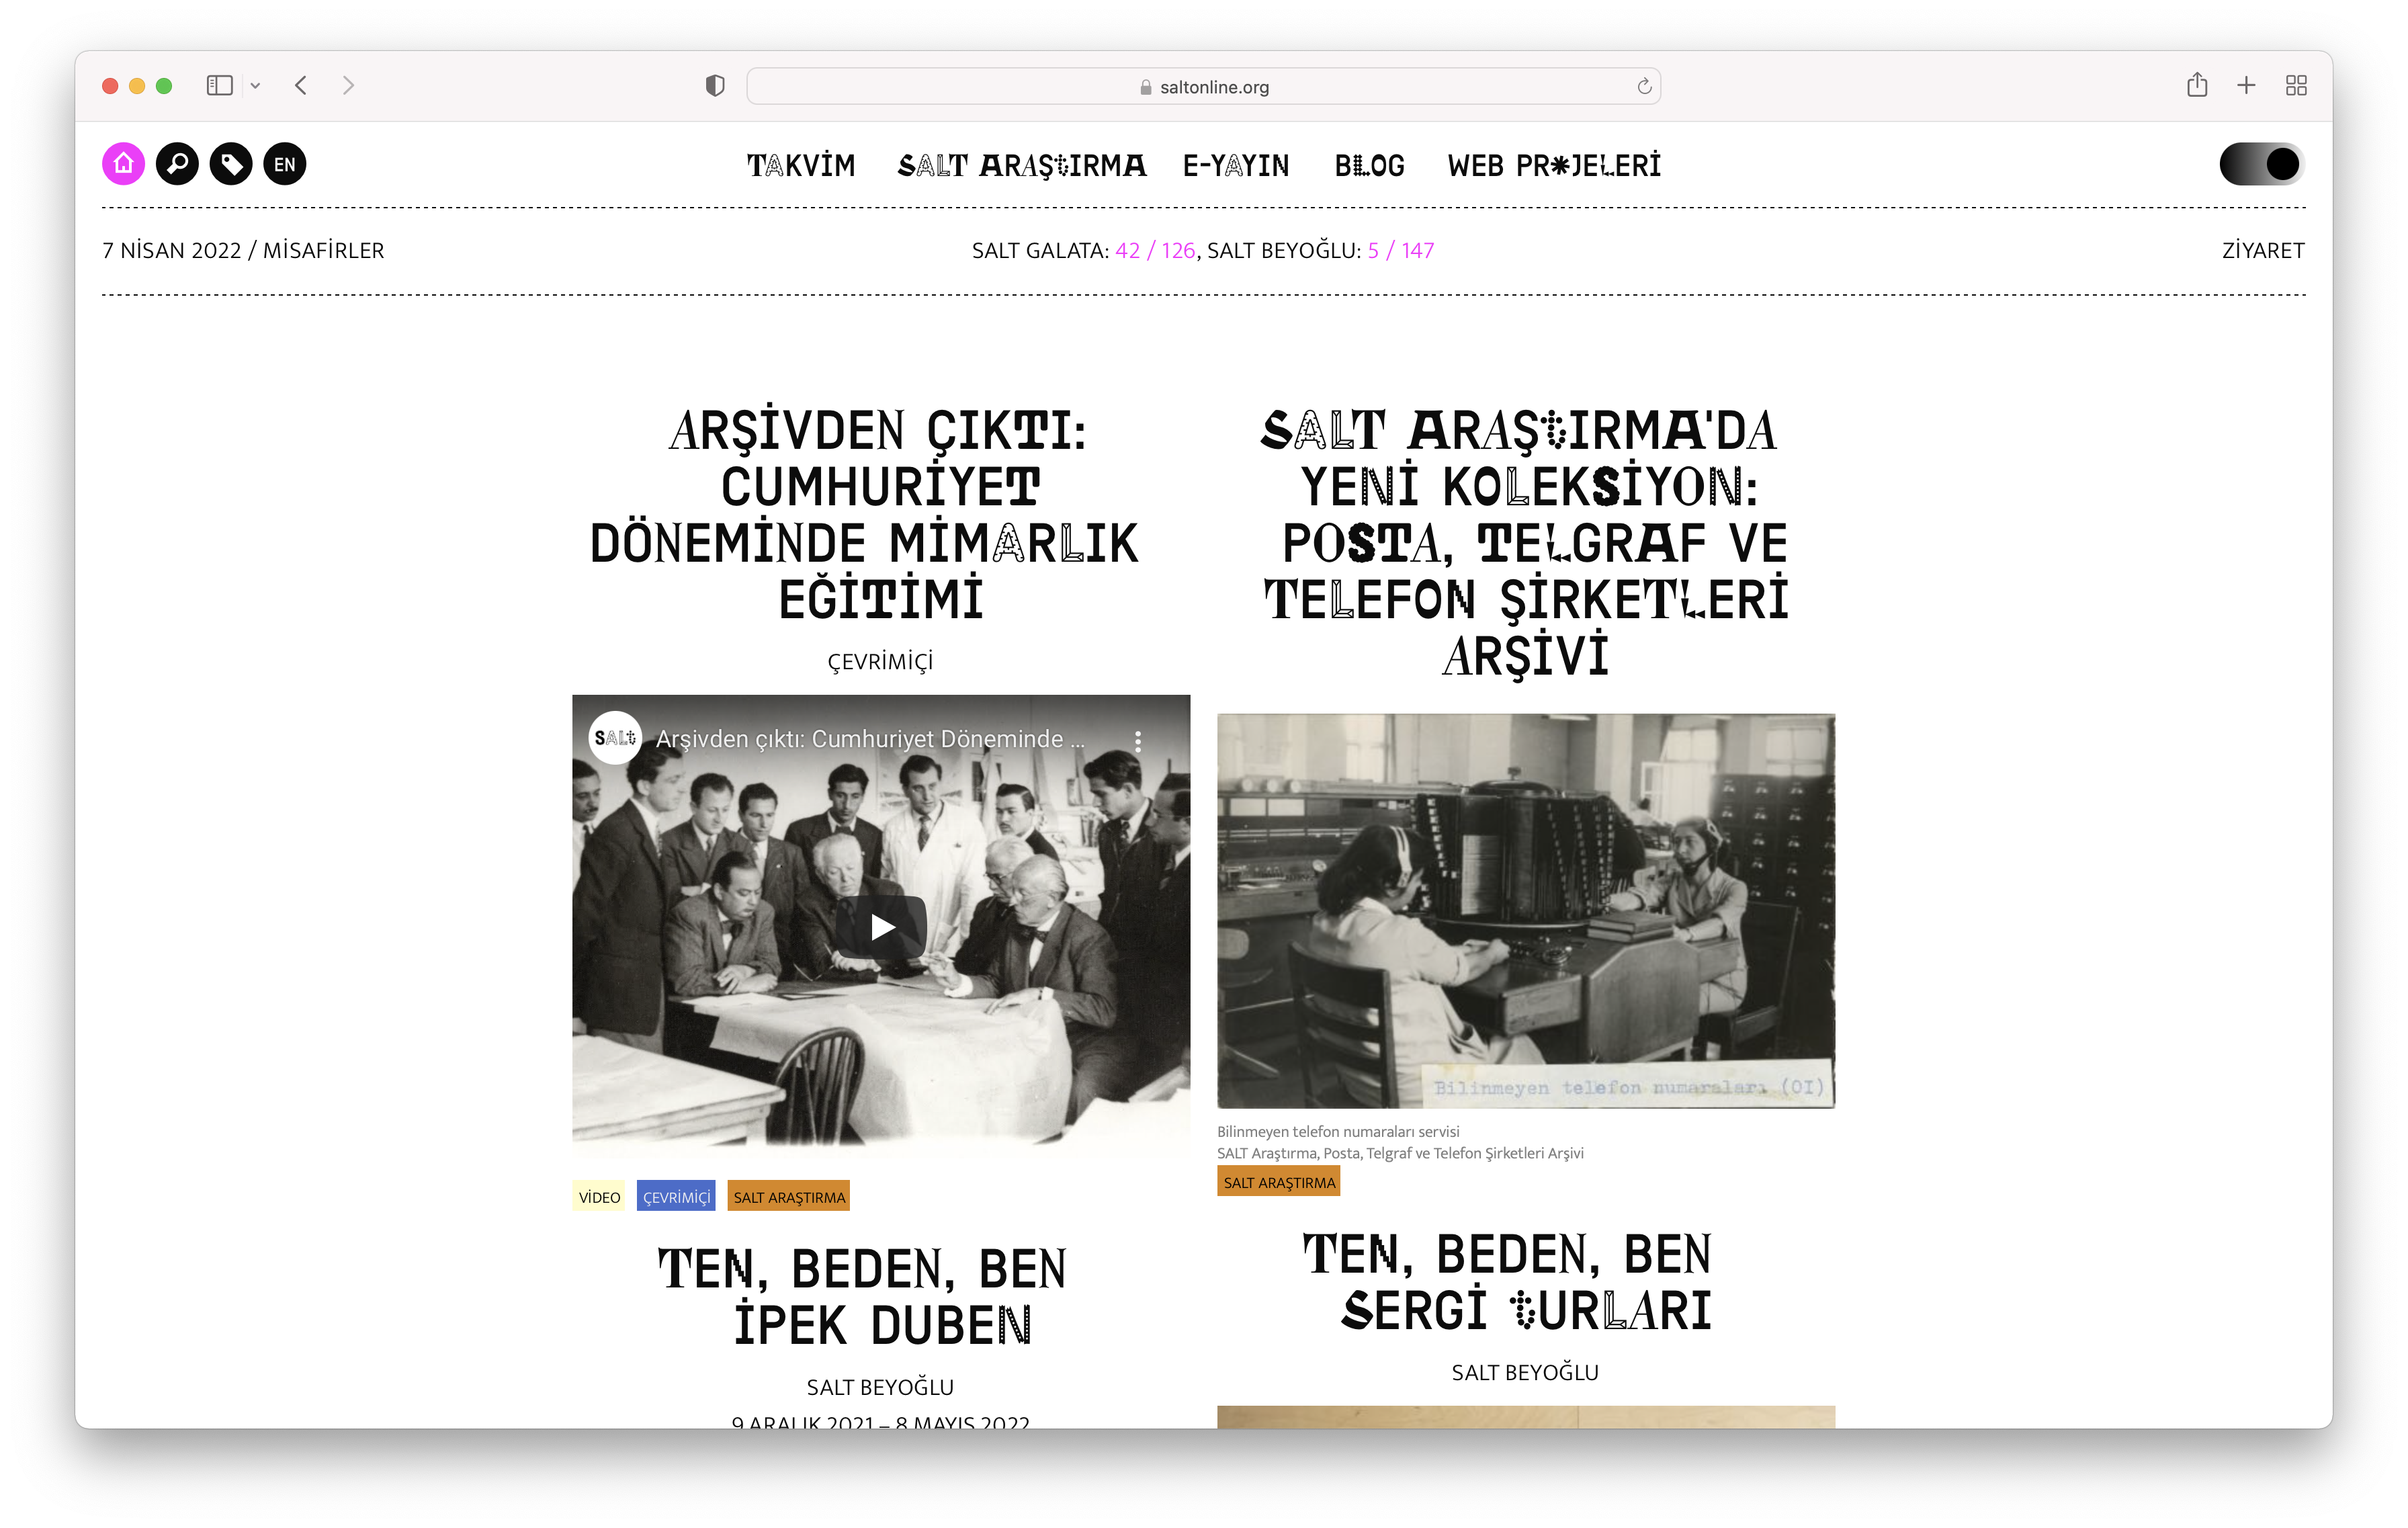 saltonline.org
EN
TAKVİM
SALT ARAŞTIRMA
E-YAYIN
BLOG
WEB PR*JELERİ
7 NİSAN 2022 / MİSAFİRLER
SALT GALATA: 42 / 126, SALT BEYOĞLU: 5 / 147
ZİYARET
ARŞİVDEN ÇIKTI:
CUMHURİYET
DÖNEMİNDE MİMARLIK
EĞİTİMİ
ÇEVRİMİÇİ
SALt
Arşivden çıktı: Cumhuriyet Döneminde ...
VİDEO
ÇEVRİMİÇİ
SALT ARAŞTIRMA
TEN, BEDEN, BEN
İPEK DUBEN
SALT BEYOĞLU
9 ARALIK 2021 – 8 MAYIS 2022
SALT ARAŞTIRMA'DA
YENİ KOLEKSİYON:
POSTA, TELGRAF VE
TELEFON ŞİRKETLERİ
ARŞİVİ
Bilinmeyen telefon numaraları (OI)
Bilinmeyen telefon numaraları servisi
SALT Araştırma, Posta, Telgraf ve Telefon Şirketleri Arşivi
SALT ARAŞTIRMA
TEN, BEDEN, BEN
SERGİ tURLARI
SALT BEYOĞLU